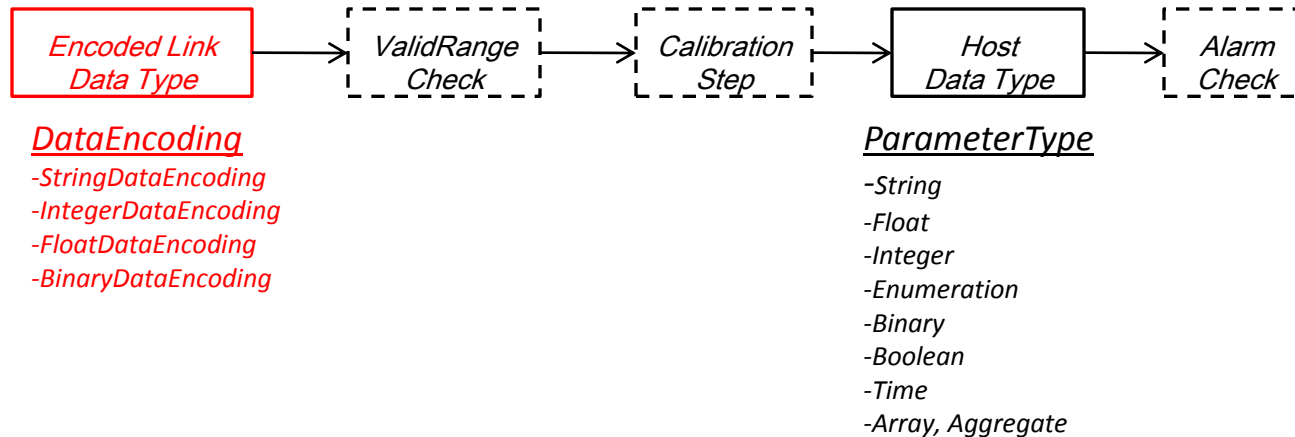 Encoded Link
Data Type
ValidRange
Check
Calibration
Step
Host
Data Type
Alarm
Check
DataEncoding
-StringDataEncoding
-IntegerDataEncoding
-FloatDataEncoding
-BinaryDataEncoding
ParameterType
-String
-Float
-Integer
-Enumeration
-Binary
-Boolean
-Time
-Array, Aggregate